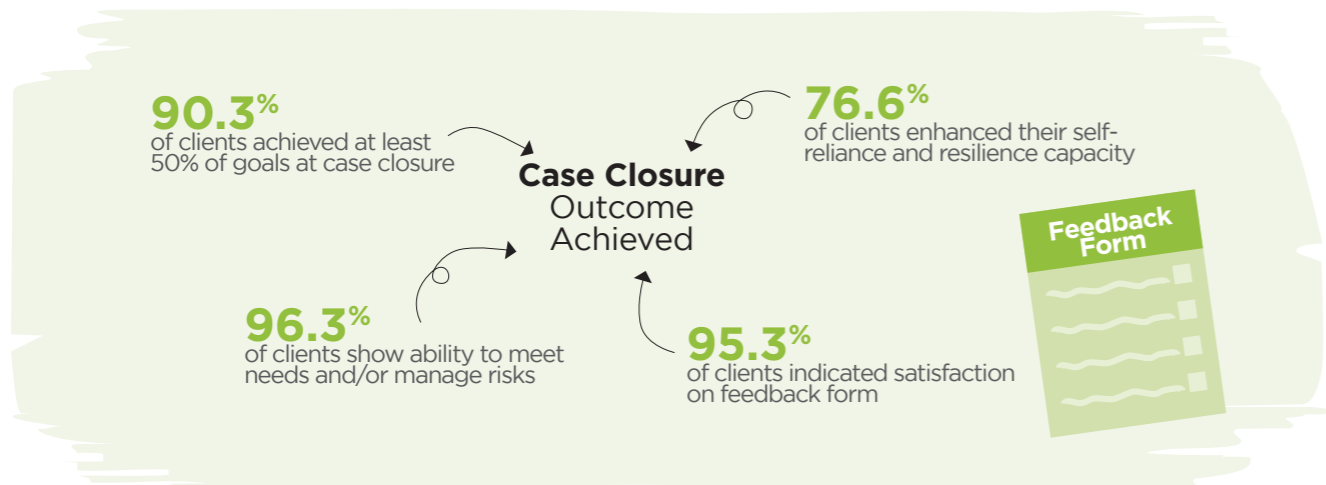 90.3%
of clients achieved at least
50% of goals at case closure
76.6%
of clients enhanced their self-
reliance and resilience capacity
Case Closure
Outcome
Achieved
Feedback
Form
96.3%
of clients show ability to meet
needs and/or manage risks
95.3%
of clients indicated satisfaction
on feedback form